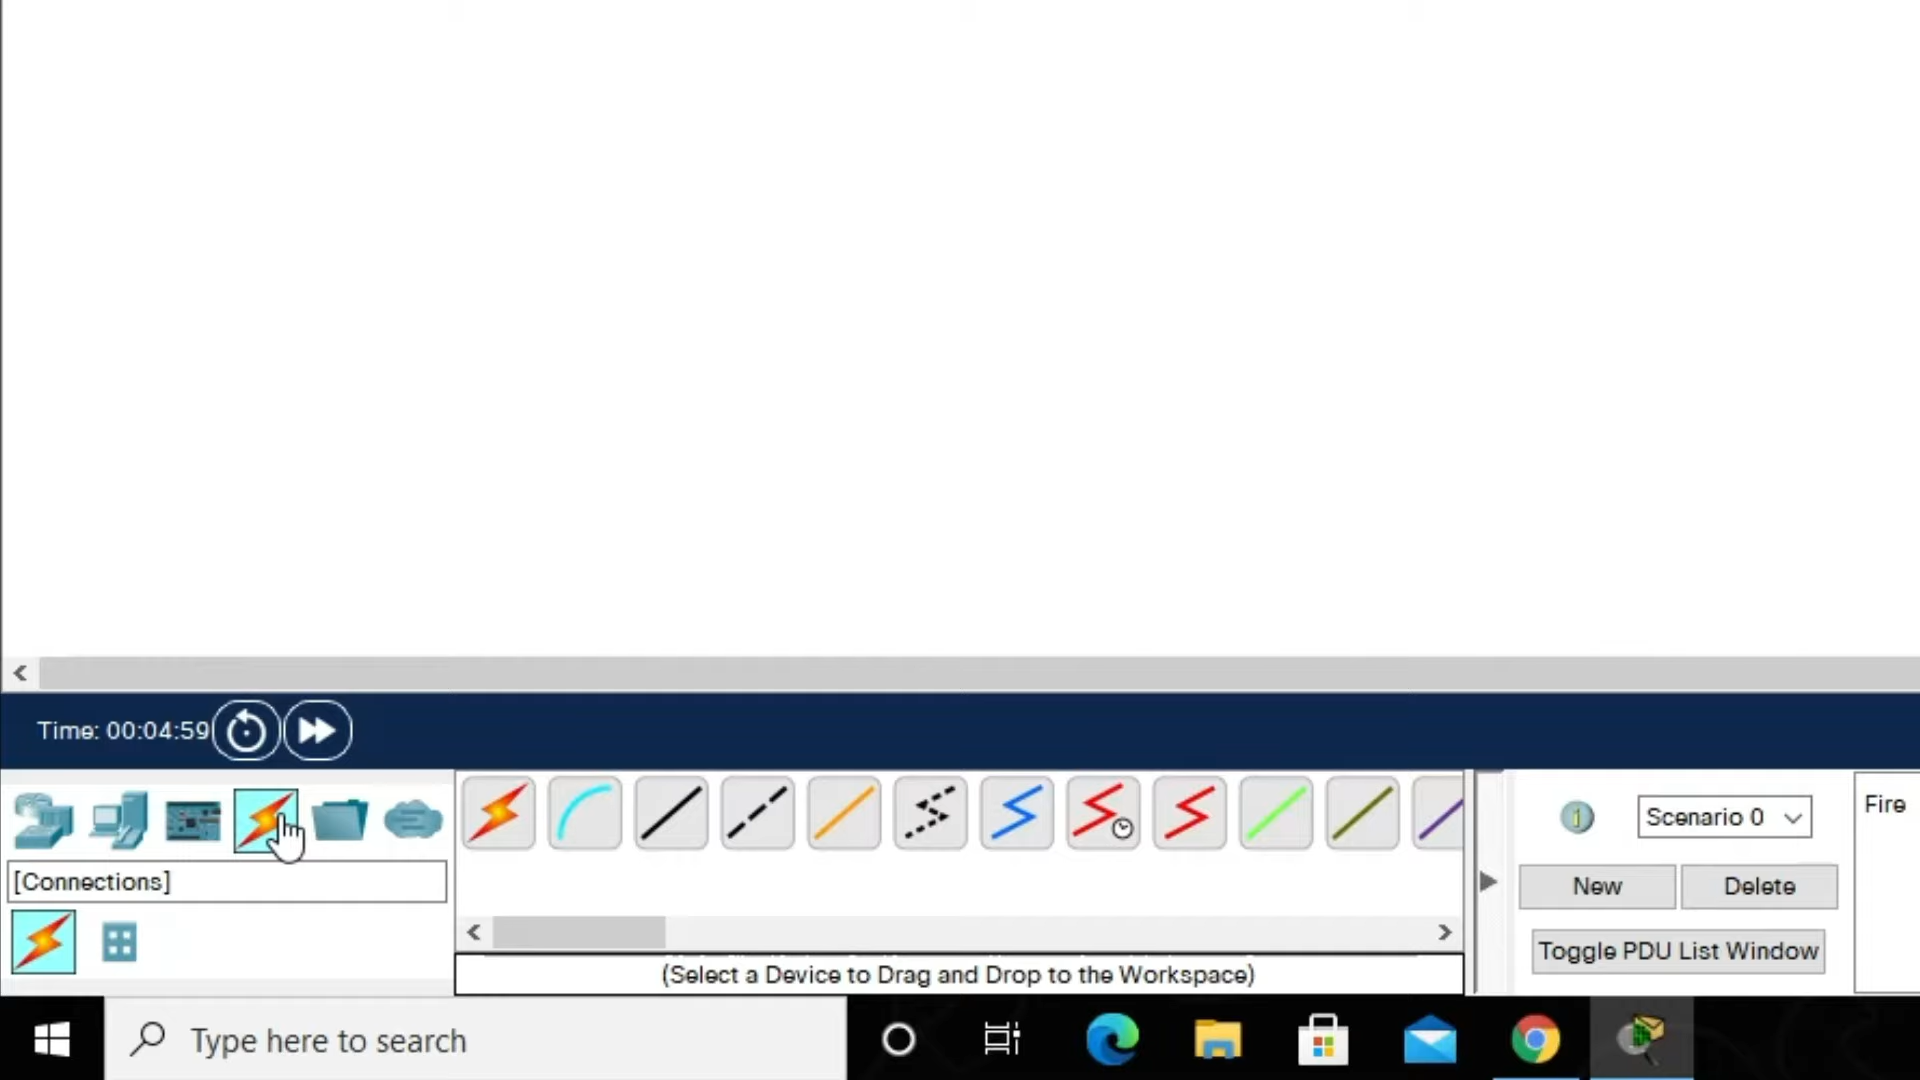 Time: 00:04:59
[Connections]
(Select a Device to Drag and Drop to the Workspace)
Scenario 0
New
Delete
Toggle PDU List Window
Fire
Type here to search